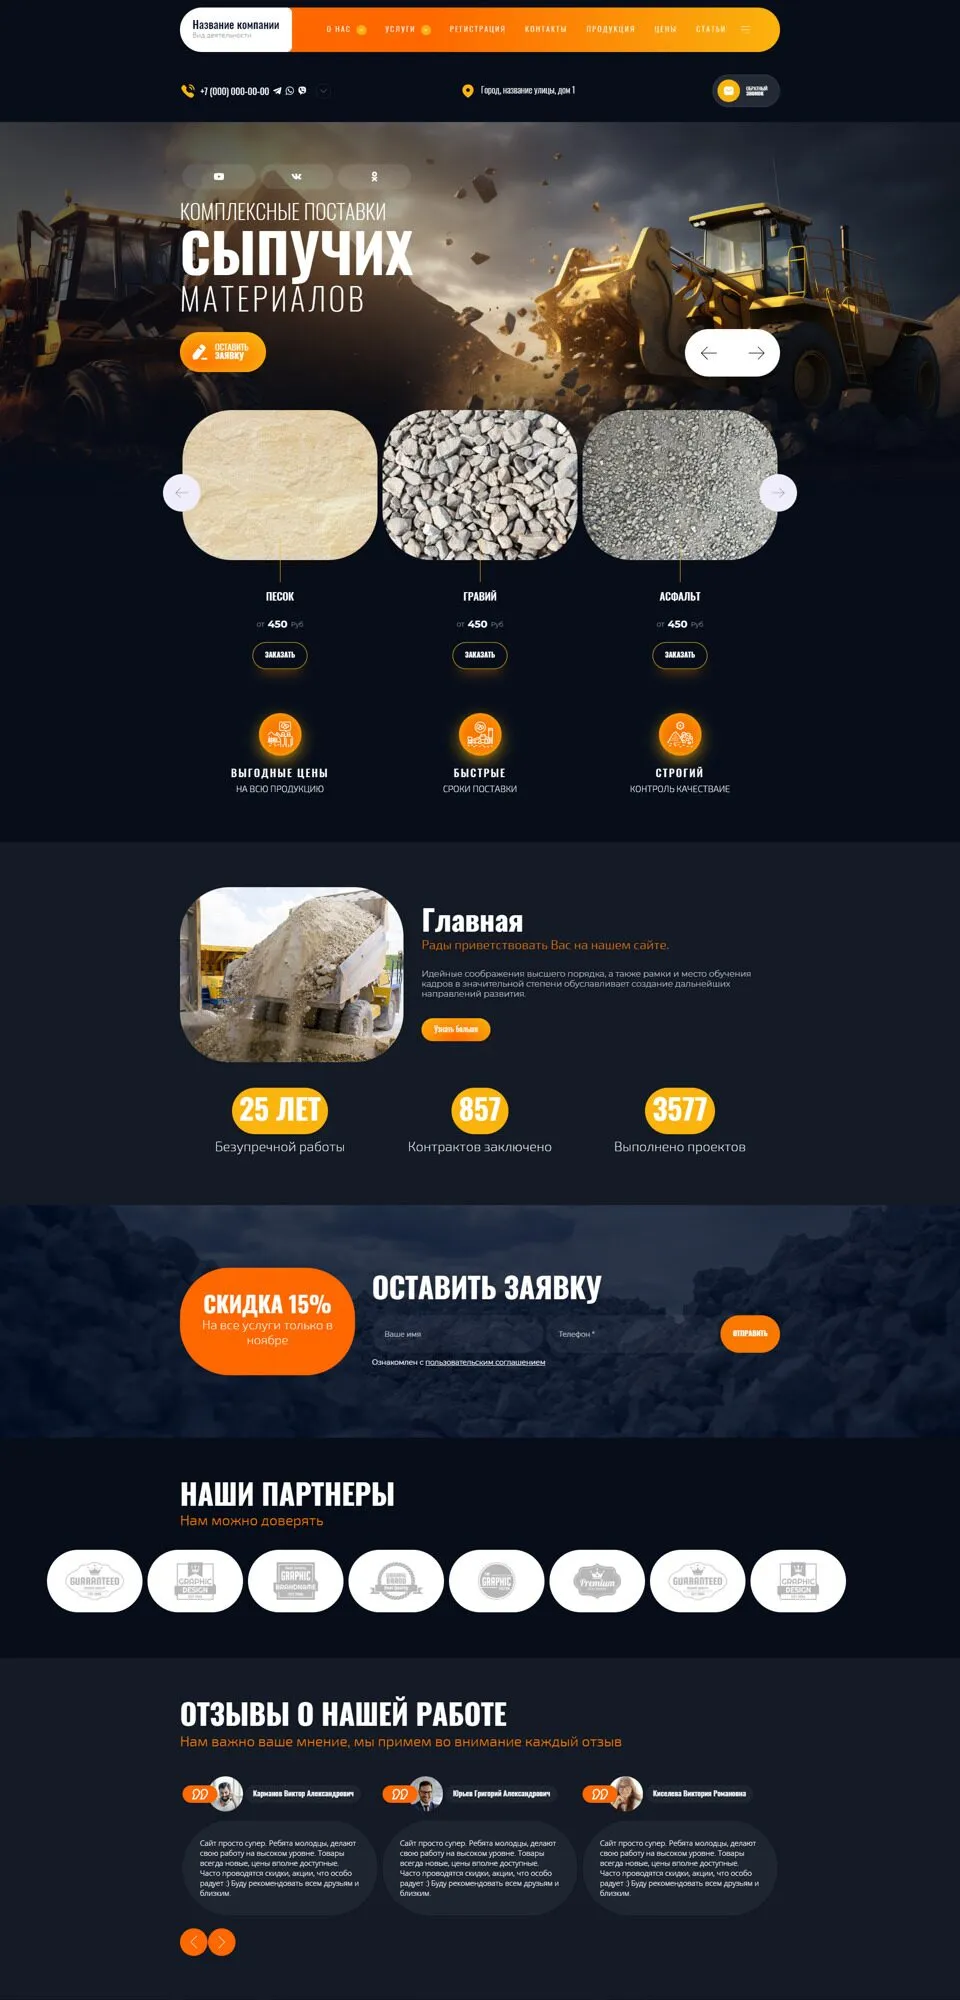 Название компании
Вид деятельности
О НАС
УСЛУГИ
РЕГИСТРАЦИЯ
КОНТАКТЫ
ПРОДУКЦИЯ
ЦЕНЫ
СТАТЬИ
+7 (000) 000-00-00
Город, название улицы, дом 1
ОБРАТНЫЙ
ЗВОНОК
КОМПЛЕКСНЫЕ ПОСТАВКИ
СЫПУЧИХ
МАТЕРИАЛОВ
ОСТАВИТЬ
ЗАЯВКУ
ПЕСОК
ГРАВИЙ
АСФАЛЬТ
от 450 Руб
от 450 Руб
от 450 Руб
ЗАКАЗАТЬ
ЗАКАЗАТЬ
ЗАКАЗАТЬ
ВЫГОДНЫЕ ЦЕНЫ
НА ВСЮ ПРОДУКЦИЮ
БЫСТРЫЕ
СРОКИ ПОСТАВКИ
СТРОГИЙ
КОНТРОЛЬ КАЧЕСТВАИЕ
Главная
Рады приветствовать Вас на нашем сайте.
Идейные соображения высшего порядка, а также рамки и место обучения
кадров в значительной степени обуславливает создание дальнейших
направлений развития.
Узнать больше
25 ЛЕТ
Безупречной работы
857
Контрактов заключено
3577
Выполнено проектов
СКИДКА 15%
На все услуги только в
ноябре
ОСТАВИТЬ ЗАЯВКУ
Ваше имя
Телефон *
ОТПРАВИТЬ
Ознакомлен с пользовательским соглашением
НАШИ ПАРТНЕРЫ
Нам можно доверять
GUARANTEED
GRAPHIC
DESIGN
GRAPHIC
BRANDNAME
GRAPHIC
Premium
GUARANTEED
GRAPHIC
DESIGN
ОТЗЫВЫ О НАШЕЙ РАБОТЕ
Нам важно ваше мнение, мы примем во внимание каждый отзыв
Карманов Виктор Александрович
Юрьев Григорий Александрович
Киселева Виктория Романовна
Сайт просто супер. Ребята молодцы, делают
свою работу на высоком уровне. Товары
всегда новые, цены вполне доступные.
Часто проводятся скидки, акции, что особо
радует :) Буду рекомендовать всем друзьям и
близким.
Сайт просто супер. Ребята молодцы, делают
свою работу на высоком уровне. Товары
всегда новые, цены вполне доступные.
Часто проводятся скидки, акции, что особо
радует :) Буду рекомендовать всем друзьям и
близким.
Сайт просто супер. Ребята молодцы, делают
свою работу на высоком уровне. Товары
всегда новые, цены вполне доступные.
Часто проводятся скидки, акции, что особо
радует :) Буду рекомендовать всем друзьям и
близким.